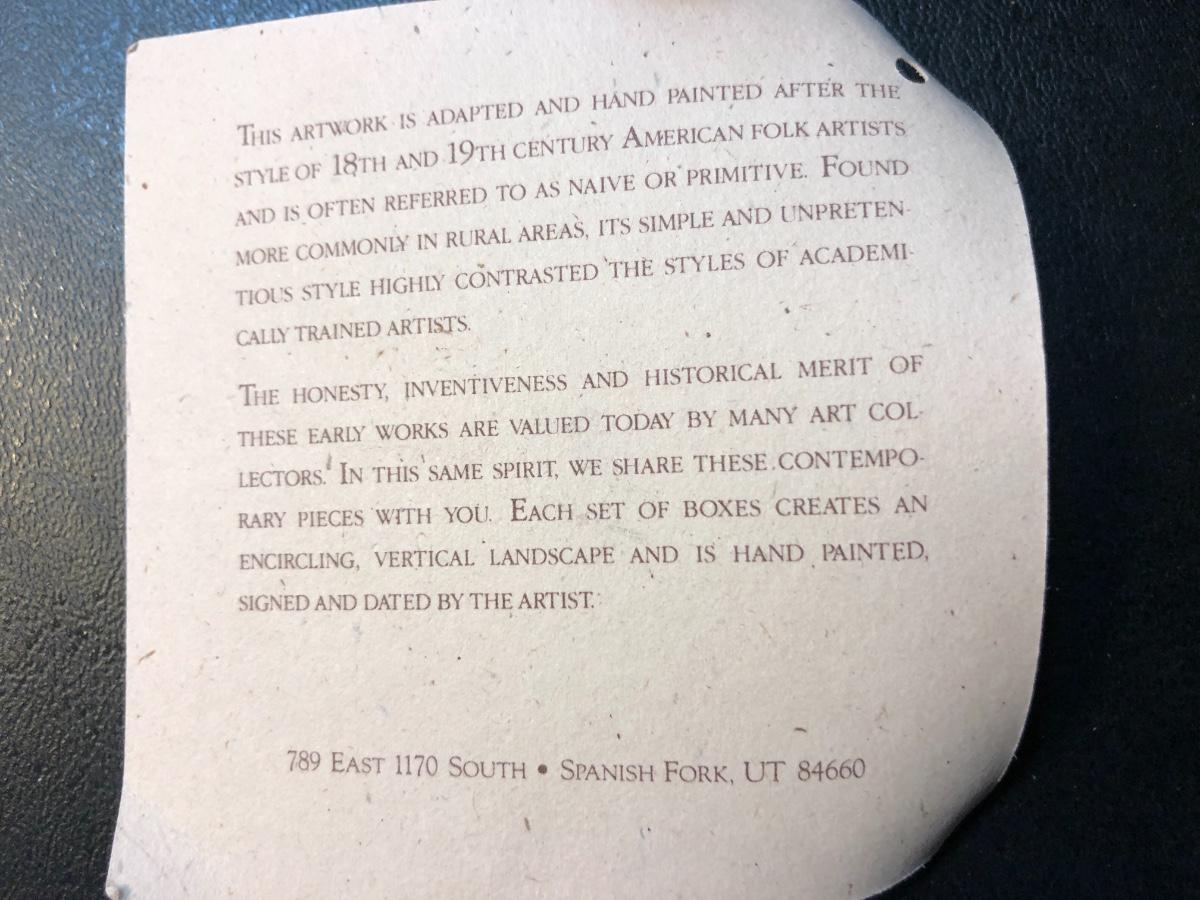 THIS ARTWORK IS ADAPTED AND HAND PAINTED AFTER THE
STYLE OF 18TH AND 19TH CENTURY AMERICAN FOLK ARTISTS
AND IS OFTEN REFERRED TO AS NAIVE OR PRIMITIVE. FOUND
MORE COMMONLY IN RURAL AREAS, ITS SIMPLE AND UNPRETEN-
TIOUS STYLE HIGHLY CONTRASTED THE STYLES OF ACADEMI-
CALLY TRAINED ARTISTS.
THE HONESTY, INVENTIVENESS AND HISTORICAL MERIT OF
THESE EARLY WORKS ARE VALUED TODAY BY MANY ART COL-
LECTORS. IN THIS SAME SPIRIT, WE SHARE THESE CONTEMPO-
RARY PIECES WITH YOU. EACH SET OF BOXES CREATES AN
ENCIRCLING, VERTICAL LANDSCAPE AND IS HAND PAINTED,
SIGNED AND DATED BY THE ARTIST.
789 EAST 1170 SOUTH • SPANISH FORK, UT 84660